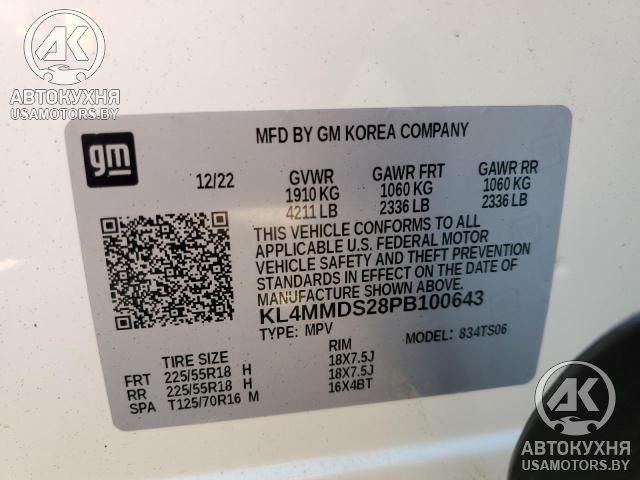 AK
АВТОКУХНЯ
USAMOTORS.BY
gm
MFD BY GM KOREA COMPANY
12/22
GVWR
1910 KG
4211 LB
GAWR FRT
1060 KG
2336 LB
GAWR RR
1060 KG
2336 LB
THIS VEHICLE CONFORMS TO ALL
APPLICABLE U.S. FEDERAL MOTOR
VEHICLE SAFETY AND THEFT PREVENTION
STANDARDS IN EFFECT ON THE DATE OF
MANUFACTURE SHOWN ABOVE.
KL4MMDS28PB100643
TYPE: MPV
MODEL: 834TS06
TIRE SIZE
RIM
FRT 225/55R18 H 18X7.5J
RR 225/55R18 H 18X7.5J
SPA T125/70R16 M 16X4BT
AK
АВТОКУХНЯ
USAMOTORS.BY